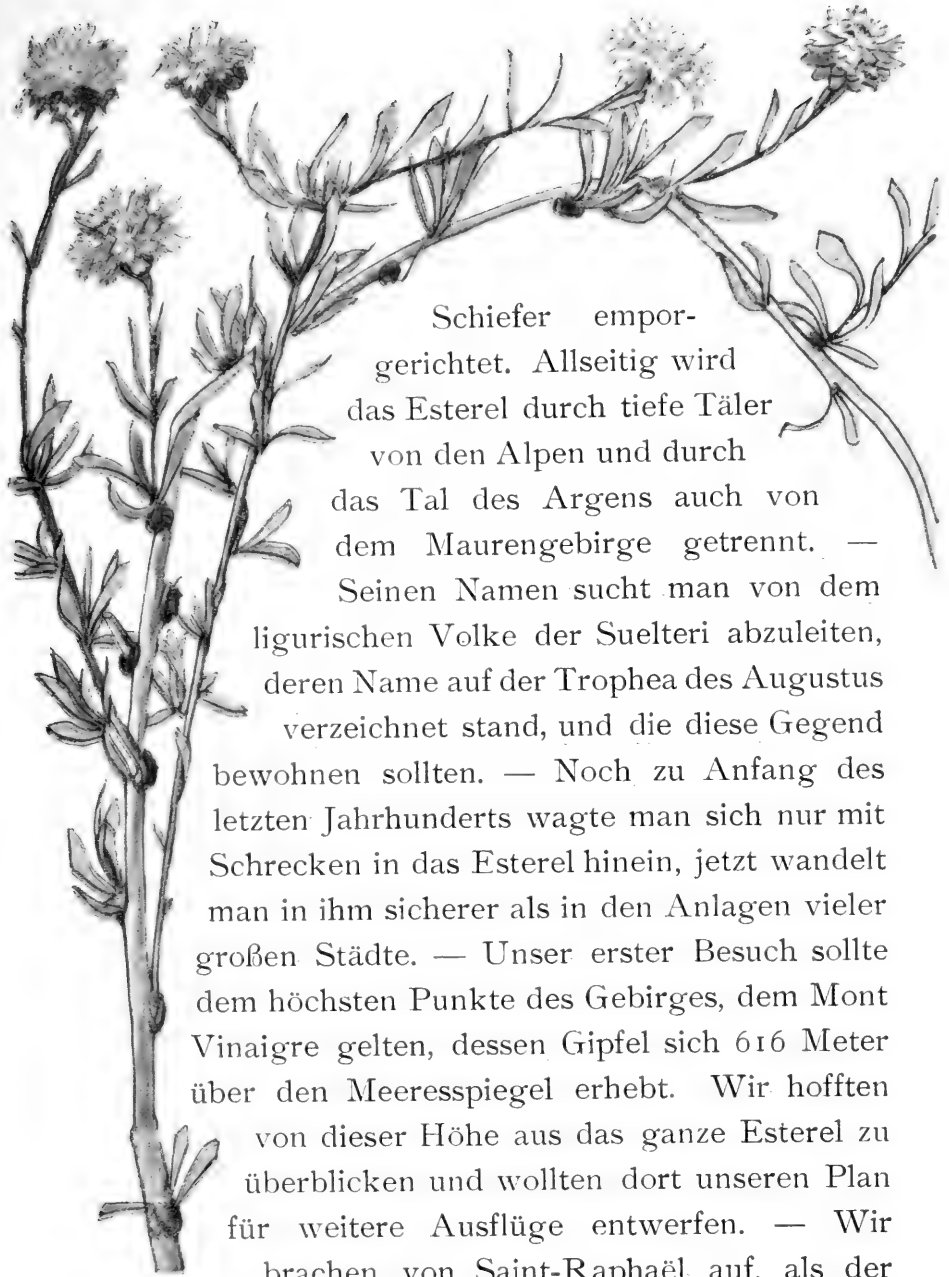 Schiefer empor-
gerichtet. Allseitig wird
das Esterel durch tiefe Täler
von den Alpen und durch
das Tal des Argens auch von
dem Maurengebirge getrennt. —
Seinen Namen sucht man von dem
ligurischen Volke der Suelteri abzuleiten,
deren Name auf der Trophea des Augustus
verzeichnet stand, und die diese Gegend
bewohnen sollten. — Noch zu Anfang des
letzten Jahrhunderts wagte man sich nur mit
Schrecken in das Esterel hinein, jetzt wandelt
man in ihm sicherer als in den Anlagen vieler
großen Städte. — Unser erster Besuch sollte
dem höchsten Punkte des Gebirges, dem Mont
Vinaigre gelten, dessen Gipfel sich 616 Meter
über den Meeresspiegel erhebt. Wir hofften
von dieser Höhe aus das ganze Esterel zu
überblicken und wollten dort unseren Plan
für weitere Ausflüge entwerfen. — Wir
brachen von Saint-Raphaël auf, als der